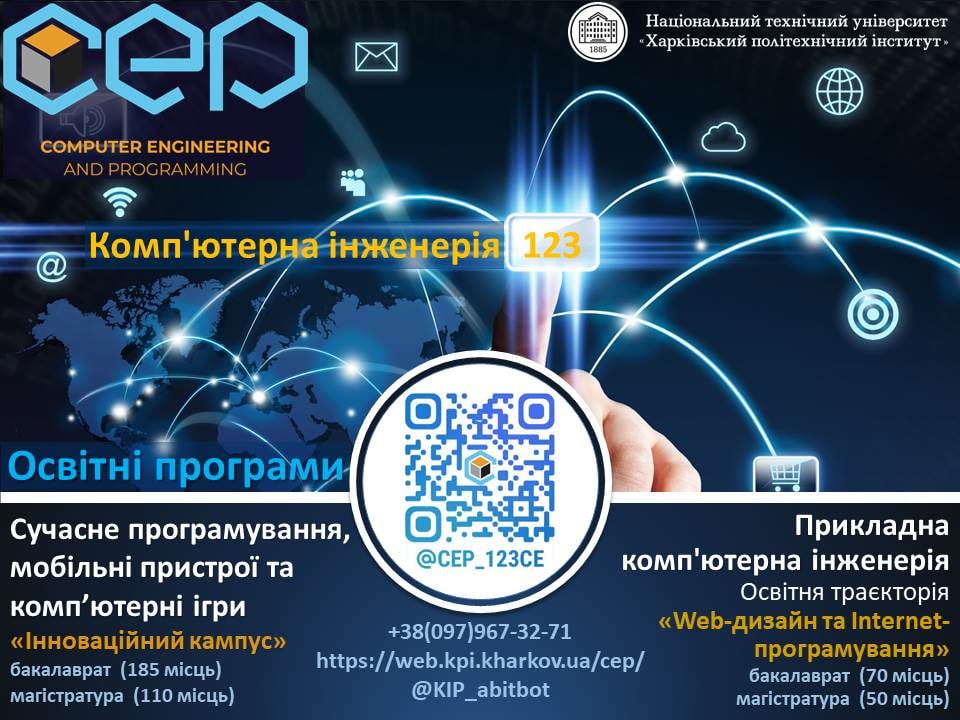 cep
COMPUTER ENGINEERING
AND PROGRAMMING
1885
Національний технічний університет
«Харківський політехнічний інститут»
@
Комп'ютерна інженерія 123
Освітні програми
@CEP_123CE
Сучасне програмування,
мобільні пристрої та
комп’ютерні ігри
«Інноваційний кампус»
бакалаврат (185 місць)
магістратура (110 місць)
+38(097)967-32-71
https://web.kpi.kharkov.ua/cep/
@KIP_abitbot
Прикладна
комп'ютерна інженерія
Освітня траєкторія
«Web-дизайн та Internet-
програмування»
бакалаврат (70 місць)
магістратура (50 місць)